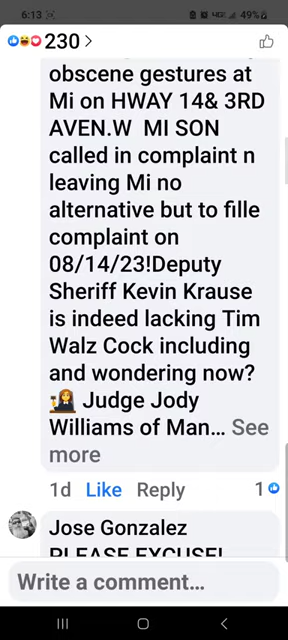 6:13
49%
230 >
obscene gestures at
Mi on HWAY 14& 3RD
AVEN.W MI SON
called in complaint n
leaving Mi no
alternative but to fille
complaint on
08/14/23!Deputy
Sheriff Kevin Krause
is indeed lacking Tim
Walz Cock including
and wondering now?
👩‍⚖️ Judge Jody
Williams of Man... See
more
1d Like Reply 1
Jose Gonzalez
PLEASE EXCUSE!
Write a comment...